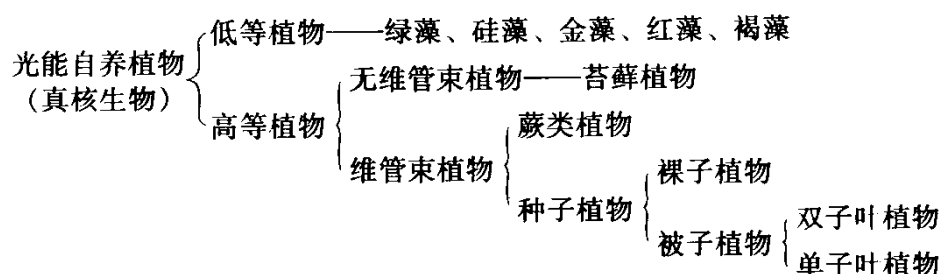 低等植物——绿藻、硅藻、金藻、红藻、褐藻
光能自养植物
（真核生物）
高等植物
无维管束植物——苔藓植物
维管束植物
蕨类植物
种子植物
裸子植物
被子植物
双子叶植物
单子叶植物